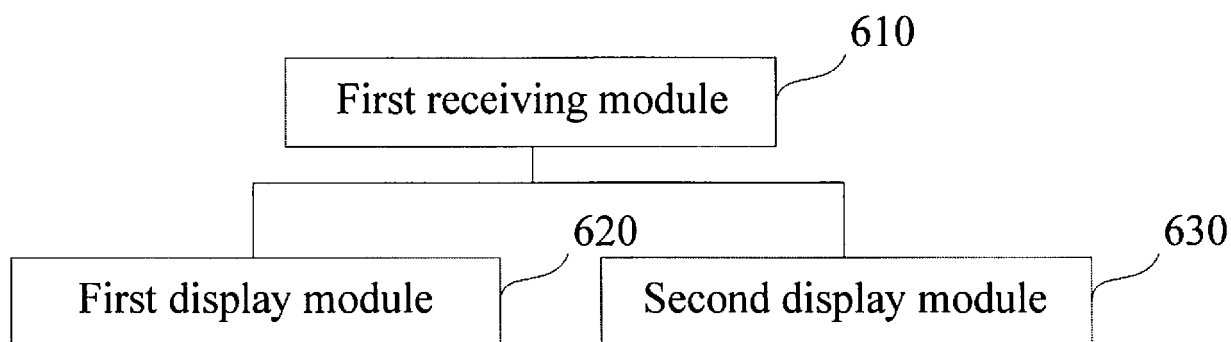 610
First receiving module
620
630
First display module
Second display module